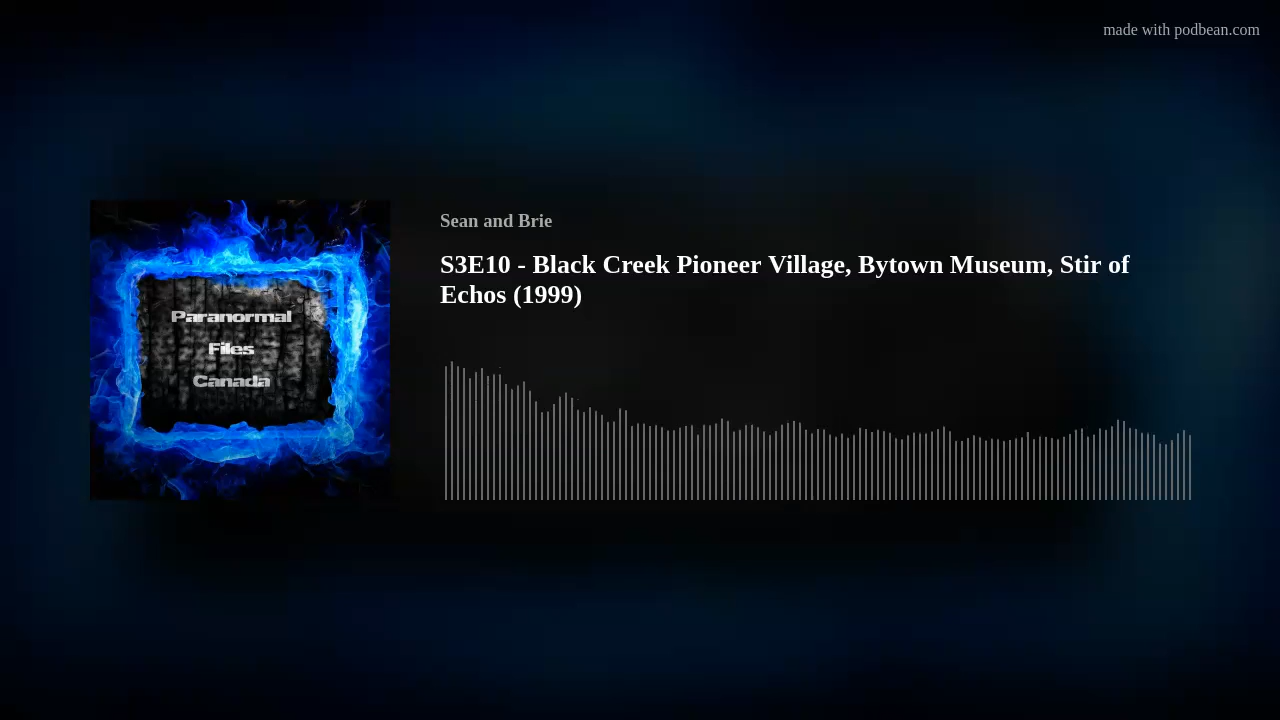 made with podbean.com
Sean and Brie
S3E10 - Black Creek Pioneer Village, Bytown Museum, Stir of
Echos (1999)
Paranormal
Files
Canada